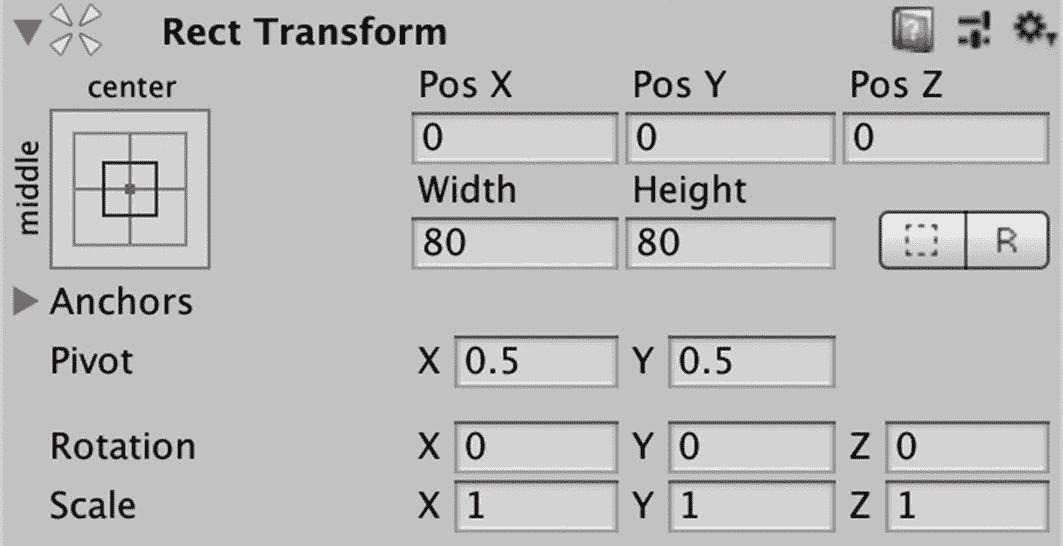 Rect Transform
center
middle
Pos X Pos Y Pos Z
0 0 0
Width Height
80 80
R
Anchors
Pivot X 0.5 Y 0.5
Rotation X 0 Y 0 Z 0
Scale X 1 Y 1 Z 1